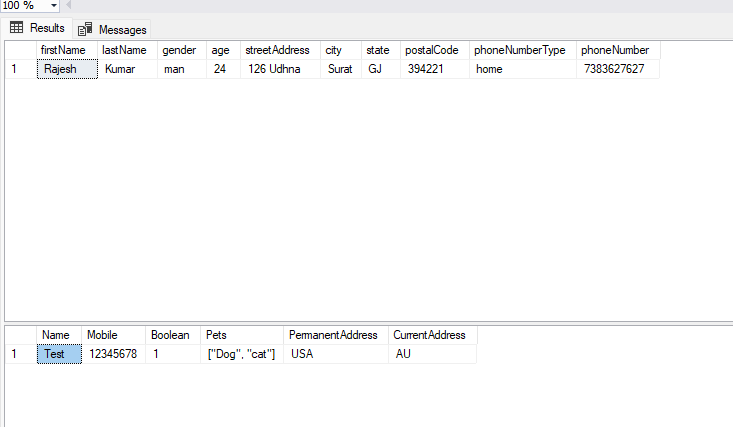 100 %
Results Messages
firstName lastName gender age streetAddress city state postalCode phoneNumberType phoneNumber
1 Rajesh Kumar man 24 126 Udhna Surat GJ 394221 home 7383627627
Name Mobile Boolean Pets PermanentAddress CurrentAddress
1 Test 12345678 1 ["Dog", "cat"] USA AU